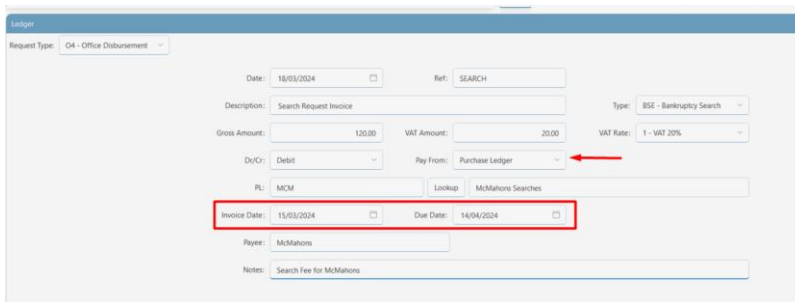 Ledger
Request Type: O4 - Office Disbursement
Date: 18/03/2024 Ref: SEARCH
Description: Search Request Invoice Type: BSE - Bankruptcy Search
Gross Amount: 120.00 VAT Amount: 20.00 VAT Rate: 1 - VAT 20%
Dr/Cr: Debit Pay From: Purchase Ledger
PL: MCM Lookup McMahons Searches
Invoice Date: 15/03/2024 Due Date: 14/04/2024
Payee: McMahons
Notes: Search Fee for McMahons